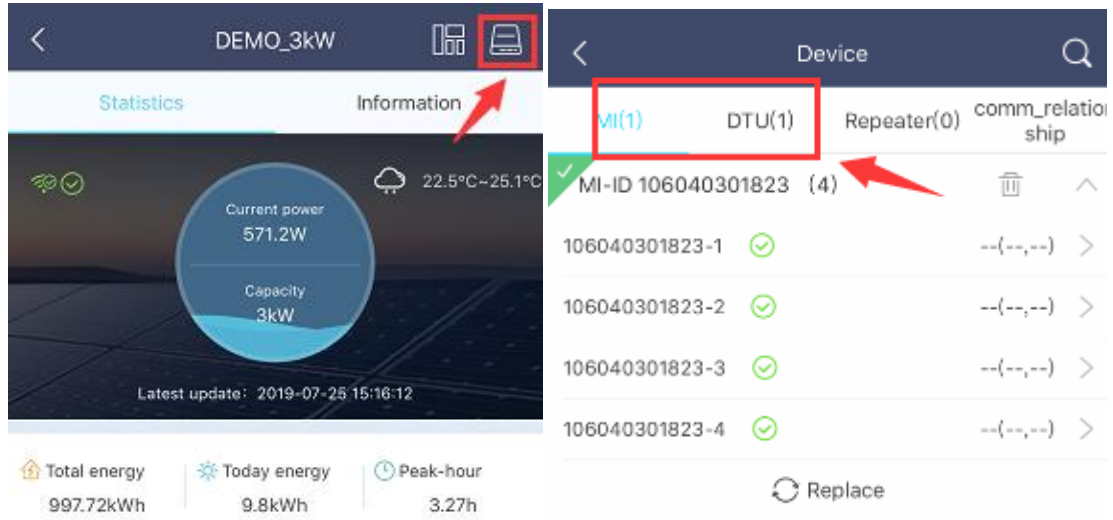 DEMO_3kW
Statistics
Information
22.5°C~25.1°C
Current power
571.2W
Capacity
3kW
Latest update: 2019-07-25 15:16:12
Total energy
Today energy
Peak-hour
997.72kWh
9.8kWh
3.27h
Device
MI(1)
DTU(1)
Repeater(0)
comm_relation
ship
MI-ID 106040301823 (4)
106040301823-1
--(--,--)
106040301823-2
--(--,--)
106040301823-3
--(--,--)
106040301823-4
--(--,--)
Replace